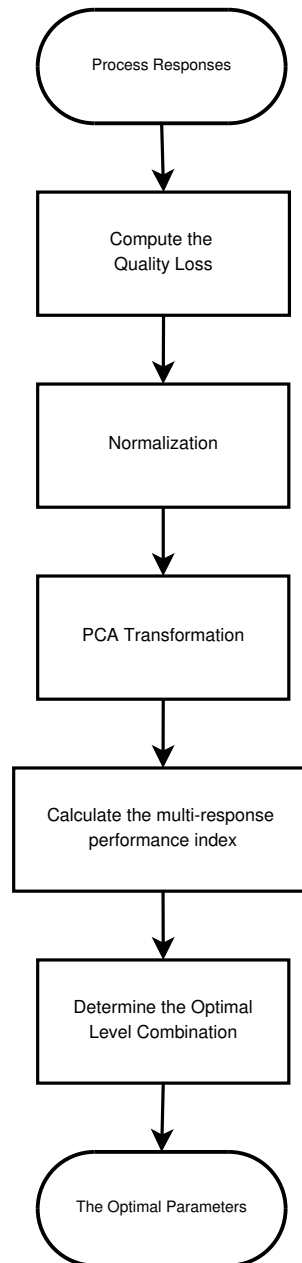 Process Responses
Compute the
Quality Loss
Normalization
PCA Transformation
Calculate the multi-response
performance index
Determine the Optimal
Level Combination
The Optimal Parameters